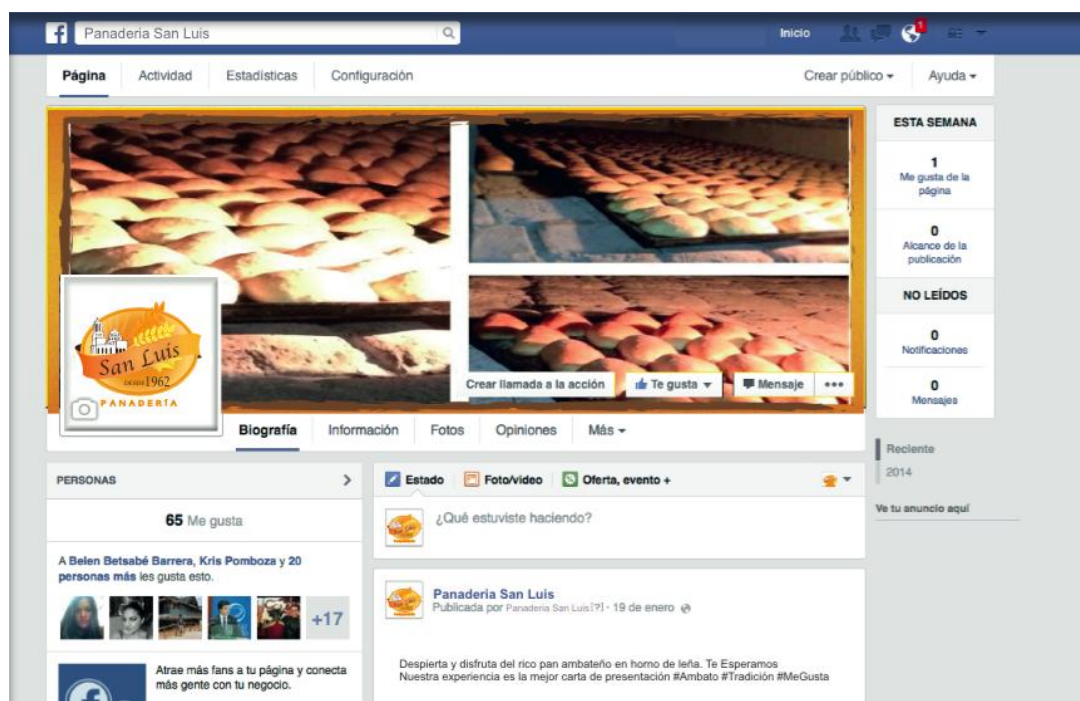 Panaderia San Luis
Inicio
1
Página Actividad Estadísticas Configuración Crear público Ayuda
ESTA SEMANA
1
Me gusta de la
página
0
Alcance de la
publicación
NO LEÍDOS
0
Notificaciones
0
Mensajes
San Luis
DESDE 1962
PANADERÍA
Crear llamada a la acción Te gusta Mensaje
Biografía Información Fotos Opiniones Más
Reciente
2014
Ve tu anuncio aquí
PERSONAS
65 Me gusta
A Belen Betsabé Barrera, Kris Pomboza y 20
personas más les gusta esto.
+17
Atrae más fans a tu página y conecta
más gente con tu negocio.
Estado Foto/video Oferta, evento +
¿Qué estuviste haciendo?
Panaderia San Luis
Publicada por Panaderia San Luis [?] · 19 de enero
Despierta y disfruta del rico pan ambateño en horno de leña. Te Esperamos
Nuestra experiencia es la mejor carta de presentación #Ambato #Tradición #MeGusta